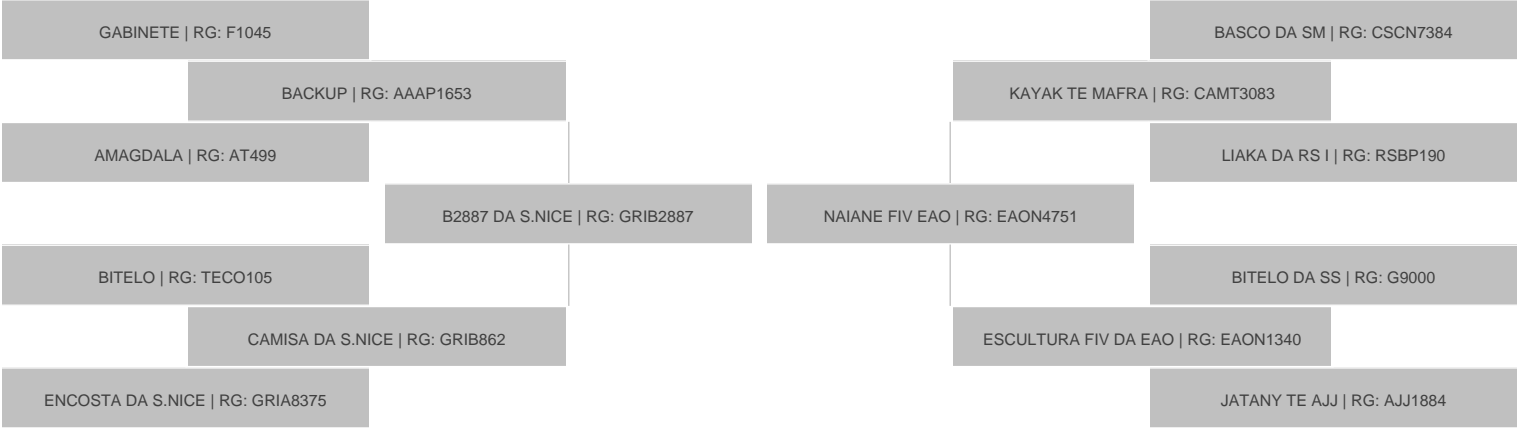 GABINETE | RG: F1045
BASCO DA SM | RG: CSCN7384
BACKUP | RG: AAAP1653
KAYAK TE MAFRA | RG: CAMT3083
AMAGDALA | RG: AT499
LIAKA DA RS I | RG: RSBP190
B2887 DA S.NICE | RG: GRIB2887
NAIANE FIV EAO | RG: EAON4751
BITELO | RG: TECO105
BITELO DA SS | RG: G9000
CAMISA DA S.NICE | RG: GRIB862
ESCULTURA FIV DA EAO | RG: EAON1340
ENCOSTA DA S.NICE | RG: GRIA8375
JATANY TE AJJ | RG: AJJ1884